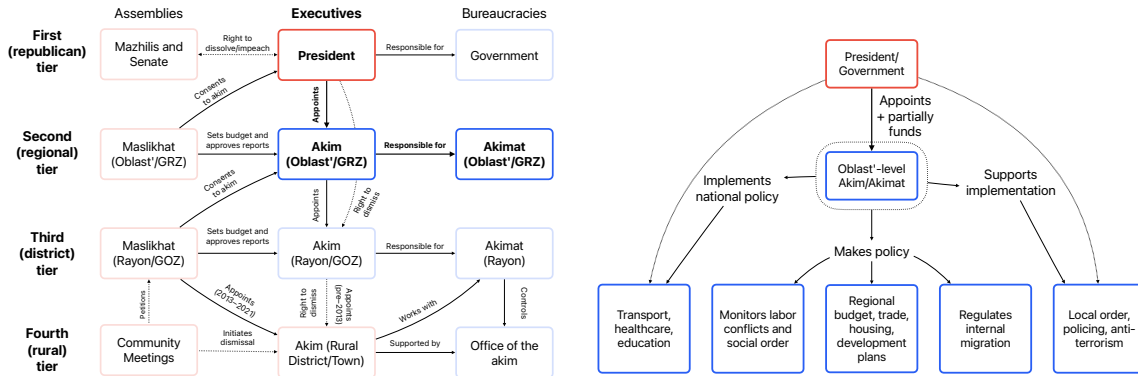 Assemblies
Executives
Bureaucracies
First
(republican)
tier
Mazhilis and
Senate
Right to
dissolve/impeach
President
Responsible for
Government
Consents
to akim
Appoints
Second
(regional)
tier
Maslikhat
(Oblast'/GRZ)
Sets budget and
approves reports
Akim
(Oblast'/GRZ)
Responsible for
Akimat
(Oblast'/GRZ)
Consents
to akim
Appoints
Right to
dismiss
Third
(district)
tier
Maslikhat
(Rayon/GOZ)
Sets budget and
approves reports
Akim
(Rayon/GOZ)
Responsible for
Akimat
(Rayon)
Petitions
Appoints
(2013–2021)
Right to
dismiss
Appoints
(pre–2013)
Works with
Controls
Fourth
(rural)
tier
Community
Meetings
Initiates
dismissal
Akim (Rural
District/Town)
Supported by
Office of the
akim
President/
Government
Appoints
+ partially
funds
Oblast'-level
Akim/Akimat
Implements
national policy
Supports
implementation
Makes policy
Transport,
healthcare,
education
Monitors labor
conflicts and
social order
Regional
budget, trade,
housing,
development
plans
Regulates
internal
migration
Local order,
policing, anti-
terrorism